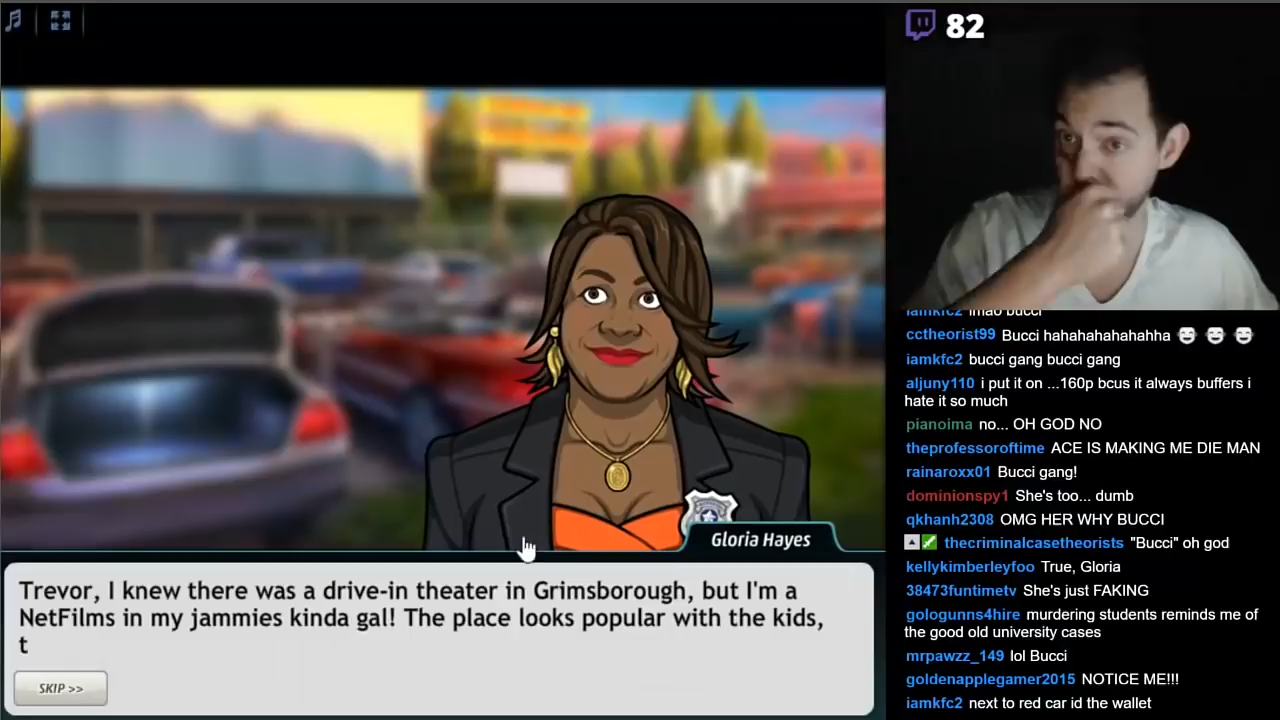 82
Gloria Hayes
Trevor, I knew there was a drive-in theater in Grimsborough, but I'm a
NetFilms in my jammies kinda gal! The place looks popular with the kids,
t
SKIP >>
iamkfc2 lmao bucci
cctheorist99 Bucci hahahahahahahha
iamkfc2 bucci gang bucci gang
aljuny110 i put it on ...160p bcus it always buffers i
hate it so much
pianoima no... OH GOD NO
theprofessoroftime ACE IS MAKING ME DIE MAN
rainaroxx01 Bucci gang!
dominionspy1 She's too... dumb
qkhanh2308 OMG HER WHY BUCCI
thecriminalcasetheorists "Bucci" oh god
kellykimberleyfoo True, Gloria
38473funtimetv She's just FAKING
gologunns4hire murdering students reminds me of
the good old university cases
mrpawzz_149 lol Bucci
goldenapplegamer2015 NOTICE ME!!!
iamkfc2 next to red car id the wallet